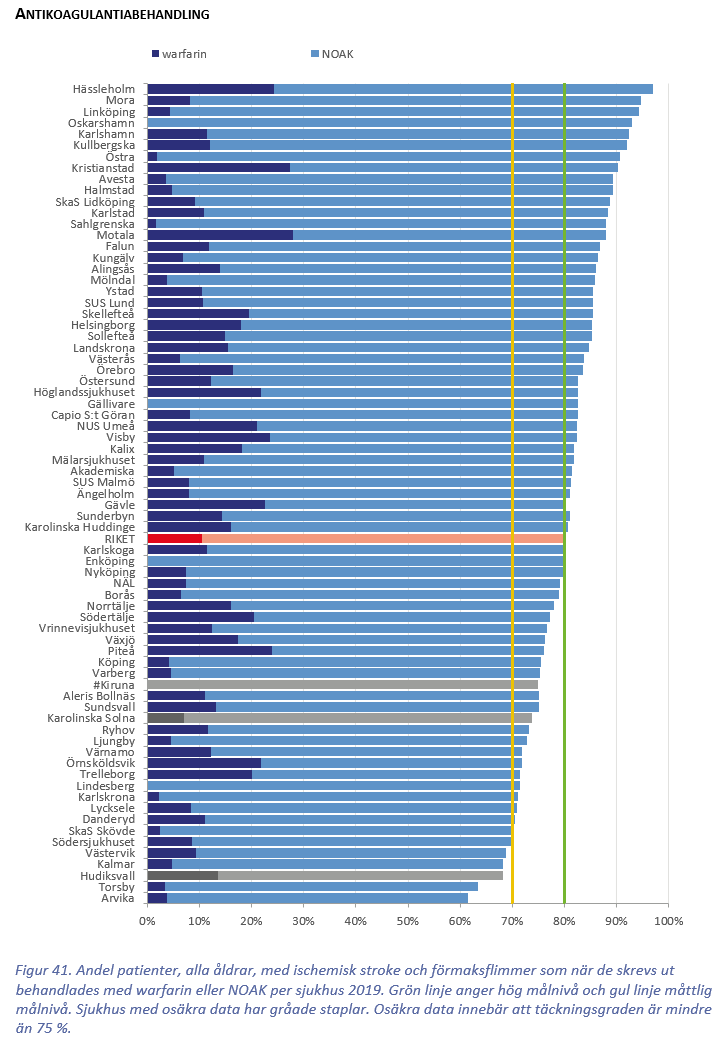 ANTIKOAGULANTIABEHANDLING
warfarin NOAK
Hässleholm
Mora
Linköping
Oskarshamn
Karlshamn
Kullbergska
Östra
Kristianstad
Avesta
Halmstad
SkaS Lidköping
Karlstad
Sahlgrenska
Motala
Falun
Kungälv
Alingsås
Mölndal
Ystad
SUS Lund
Skellefteå
Helsingborg
Sollefteå
Landskrona
Västerås
Örebro
Östersund
Höglandssjukhuset
Gällivare
Capio S:t Göran
NUS Umeå
Visby
Kalix
Mälarsjukhuset
Akademiska
SUS Malmö
Ängelholm
Gävle
Sunderbyn
Karolinska Huddinge
RIKET
Karlskoga
Enköping
Nyköping
NÄL
Borås
Norrtälje
Södertälje
Vrinnevisjukhuset
Växjö
Piteå
Köping
Varberg
#Kiruna
Aleris Bollnäs
Sundsvall
Karolinska Solna
Ryhov
Ljungby
Värnamo
Örnsköldsvik
Trelleborg
Lindesberg
Karlskrona
Lycksele
Danderyd
SkaS Skövde
Södersjukhuset
Västervik
Kalmar
Hudiksvall
Torsby
Arvika
0% 10% 20% 30% 40% 50% 60% 70% 80% 90% 100%
Figur 41. Andel patienter, alla åldrar, med ischemisk stroke och förmaksflimmer som när de skrevs ut
behandlades med warfarin eller NOAK per sjukhus 2019. Grön linje anger hög målnivå och gul linje måttlig
målnivå. Sjukhus med osäkra data har gråade staplar. Osäkra data innebär att täckningsgraden är mindre
än 75 %.